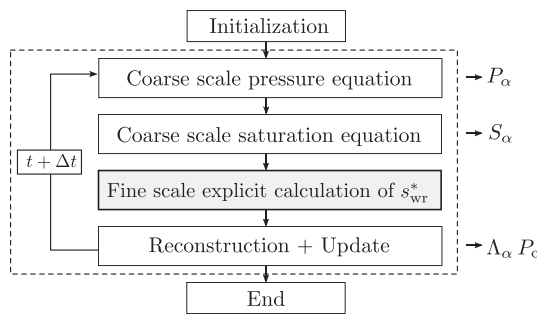 Initialization
Coarse scale pressure equation → P_α
Coarse scale saturation equation → S_α
t + Δt
Fine scale explicit calculation of s*_wr
Reconstruction + Update → Λ_α P_c
End